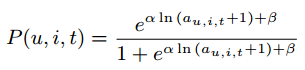 P(u, i, t) = \frac{e^{\alpha \ln (a_{u,i,t}+1)+\beta}}{1 + e^{\alpha \ln (a_{u,i,t}+1)+\beta}}